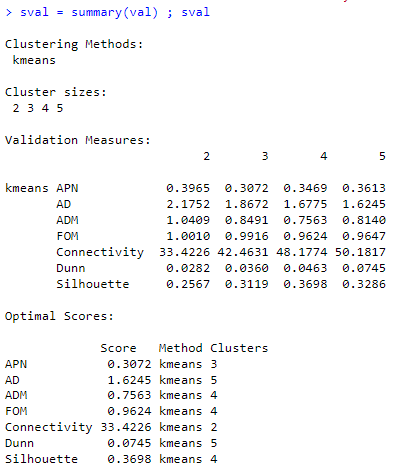 > sval = summary(val) ; sval
Clustering Methods:
kmeans
Cluster sizes:
2 3 4 5
Validation Measures:
2 3 4 5
kmeans APN 0.3965 0.3072 0.3469 0.3613
AD 2.1752 1.8672 1.6775 1.6245
ADM 1.0409 0.8491 0.7563 0.8140
FOM 1.0010 0.9916 0.9624 0.9647
Connectivity 33.4226 42.4631 48.1774 50.1817
Dunn 0.0282 0.0360 0.0463 0.0745
Silhouette 0.2567 0.3119 0.3698 0.3286
Optimal Scores:
Score Method Clusters
APN 0.3072 kmeans 3
AD 1.6245 kmeans 5
ADM 0.7563 kmeans 4
FOM 0.9624 kmeans 4
Connectivity 33.4226 kmeans 2
Dunn 0.0745 kmeans 5
Silhouette 0.3698 kmeans 4